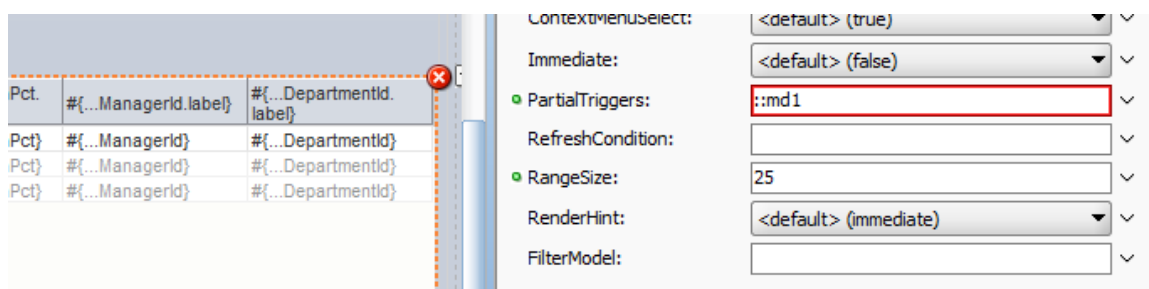 ContextMenuSelect: <default> (true)
Immediate: <default> (false)
PartialTriggers: ::md1
RefreshCondition:
RangeSize: 25
RenderHint: <default> (immediate)
FilterModel:
Pct. #{...ManagerId.label} #{...DepartmentId.
label}
Pct} #{...ManagerId} #{...DepartmentId}
Pct} #{...ManagerId} #{...DepartmentId}
Pct} #{...ManagerId} #{...DepartmentId}